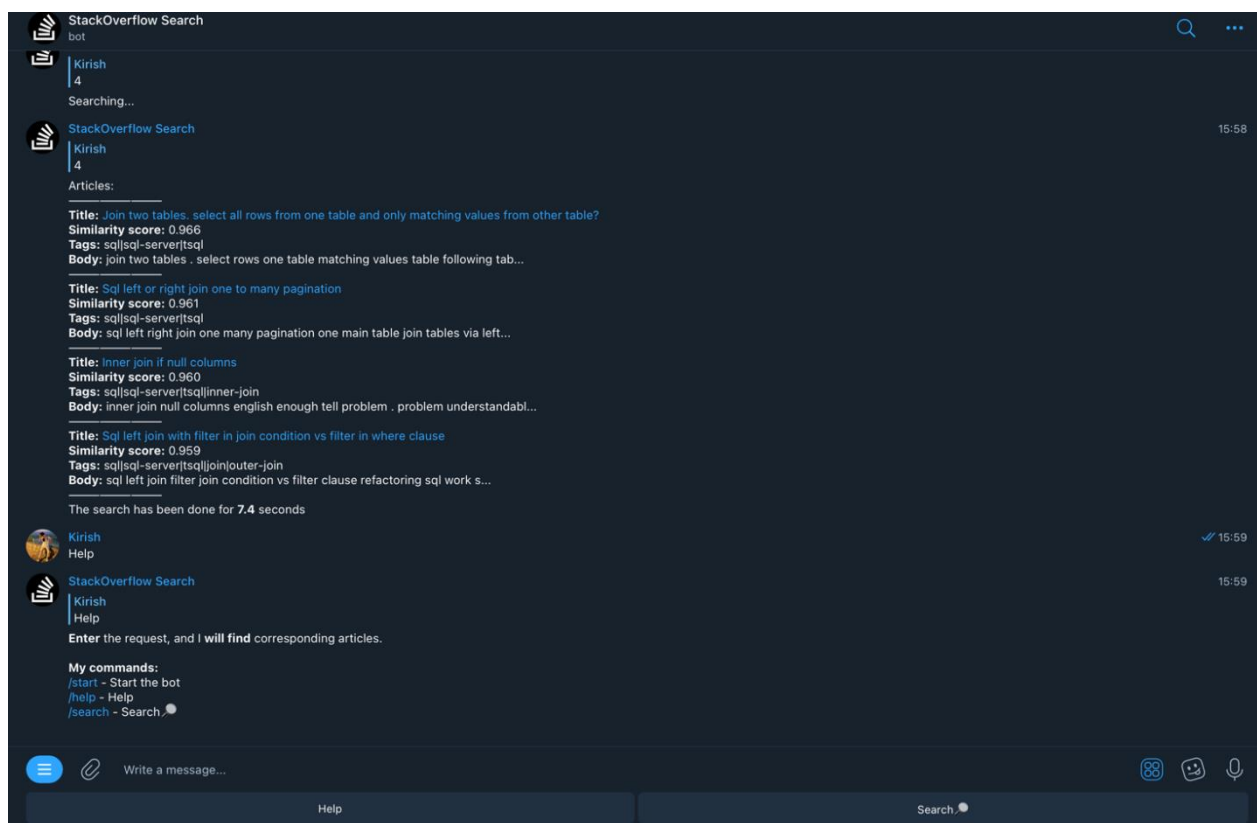 StackOverflow Search
bot
Kirish
4
Searching...
StackOverflow Search
15:58
Kirish
4
Articles:
Title: Join two tables. select all rows from one table and only matching values from other table?
Similarity score: 0.966
Tags: sql|sql-server|tsql
Body: join two tables . select rows one table matching values table following tab...
Title: Sql left or right join one to many pagination
Similarity score: 0.961
Tags: sql|sql-server|tsql
Body: sql left right join one many pagination one main table join tables via left...
Title: Inner join if null columns
Similarity score: 0.960
Tags: sql|sql-server|tsql|inner-join
Body: inner join null columns english enough tell problem . problem understandabl...
Title: Sql left join with filter in join condition vs filter in where clause
Similarity score: 0.959
Tags: sql|sql-server|tsql|join|outer-join
Body: sql left join filter join condition vs filter clause refactoring sql work s...
The search has been done for 7.4 seconds
Kirish
15:59
Help
StackOverflow Search
15:59
Kirish
Help
Enter the request, and I will find corresponding articles.
My commands:
/start - Start the bot
/help - Help
/search - Search
Write a message...
Help
Search